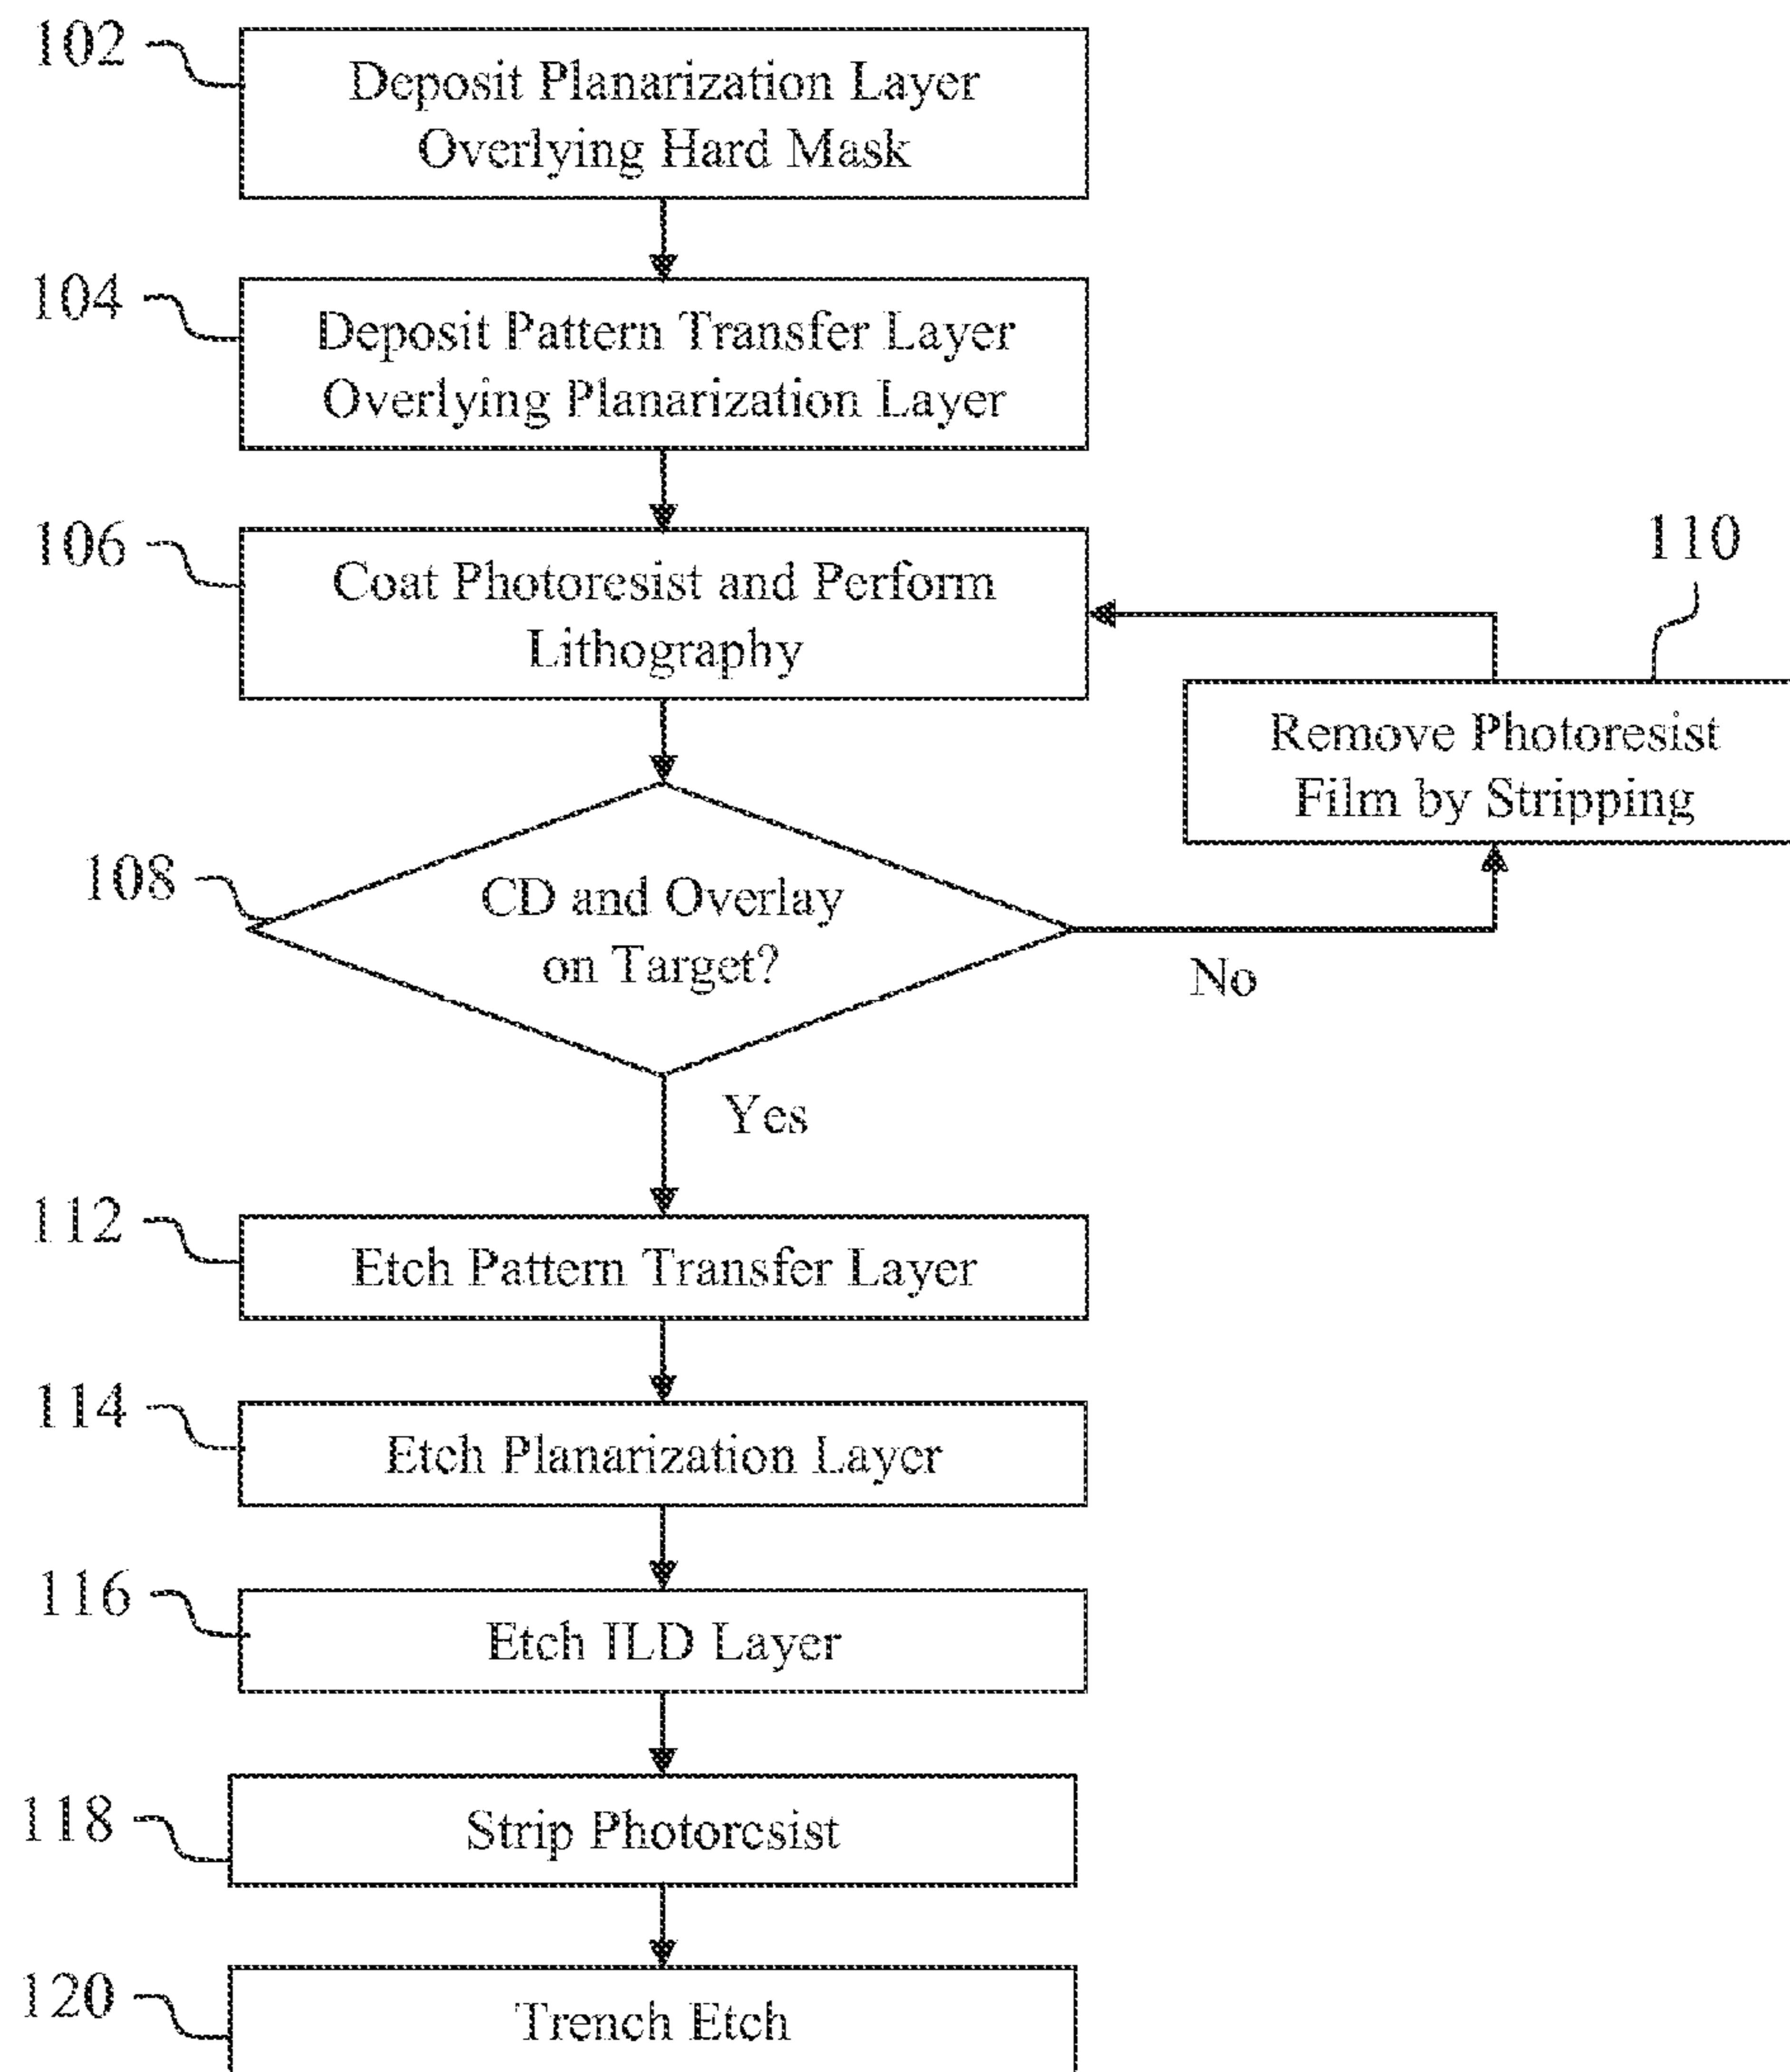 102
Deposit Planarization Layer
Overlying Hard Mask
104
Deposit Pattern Transfer Layer
Overlying Planarization Layer
106
Coat Photoresist and Perform
Lithography
110
Remove Photoresist
Film by Stripping
108
CD and Overlay
on Target?
No
Yes
112
Etch Pattern Transfer Layer
114
Etch Planarization Layer
116
Etch ILD Layer
118
Strip Photoresist
120
Trench Etch